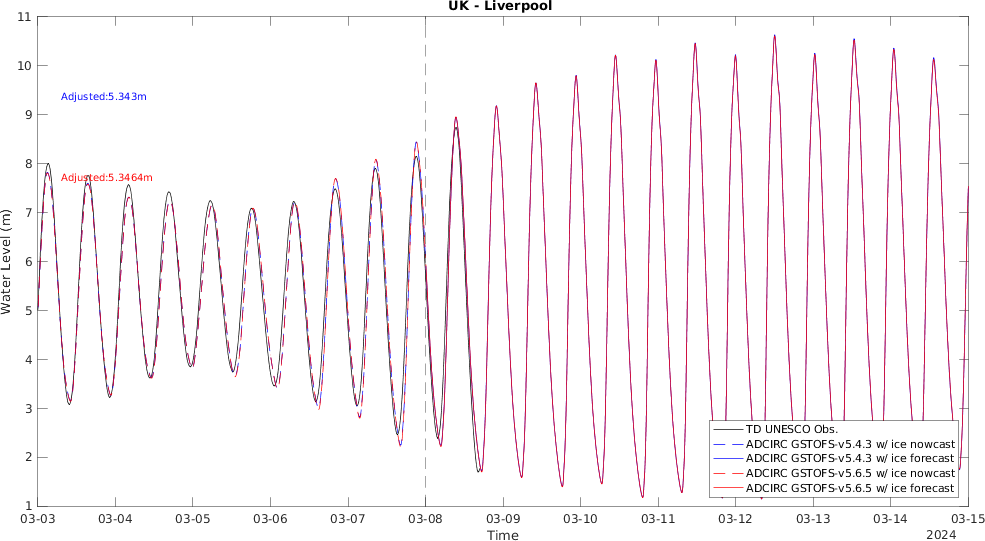 UK - Liverpool
11
10
9
8
7
6
5
4
3
2
1
Water Level (m)
Adjusted:5.343m
Adjusted:5.3464m
TD UNESCO Obs.
ADCIRC GSTOFS-v5.4.3 w/ ice nowcast
ADCIRC GSTOFS-v5.4.3 w/ ice forecast
ADCIRC GSTOFS-v5.6.5 w/ ice nowcast
ADCIRC GSTOFS-v5.6.5 w/ ice forecast
03-03 03-04 03-05 03-06 03-07 03-08 03-09 03-10 03-11 03-12 03-13 03-14 03-15
Time
2024